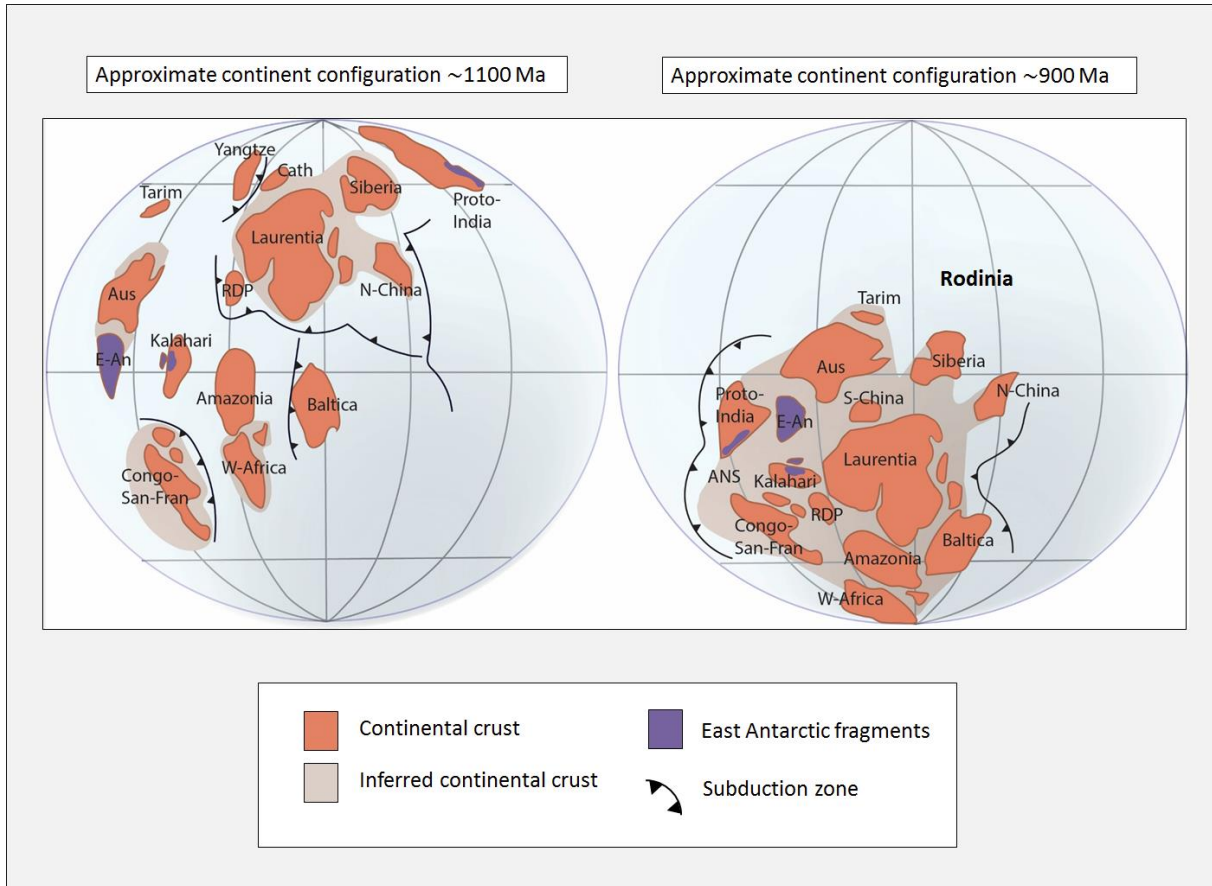 Approximate continent configuration ~1100 Ma
Approximate continent configuration ~900 Ma
Yangtze
Cath
Tarim
Siberia
Proto-
India
Laurentia
Aus
RDP
N-China
E-An
Kalahari
Amazonia
Baltica
W-Africa
Congo-
San-Fran
Rodinia
Tarim
Aus
Siberia
Proto-
India
E-An
S-China
N-China
Laurentia
ANS
Kalahari
RDP
Congo-
San-Fran
Amazonia
Baltica
W-Africa
Continental crust
East Antarctic fragments
Inferred continental crust
Subduction zone